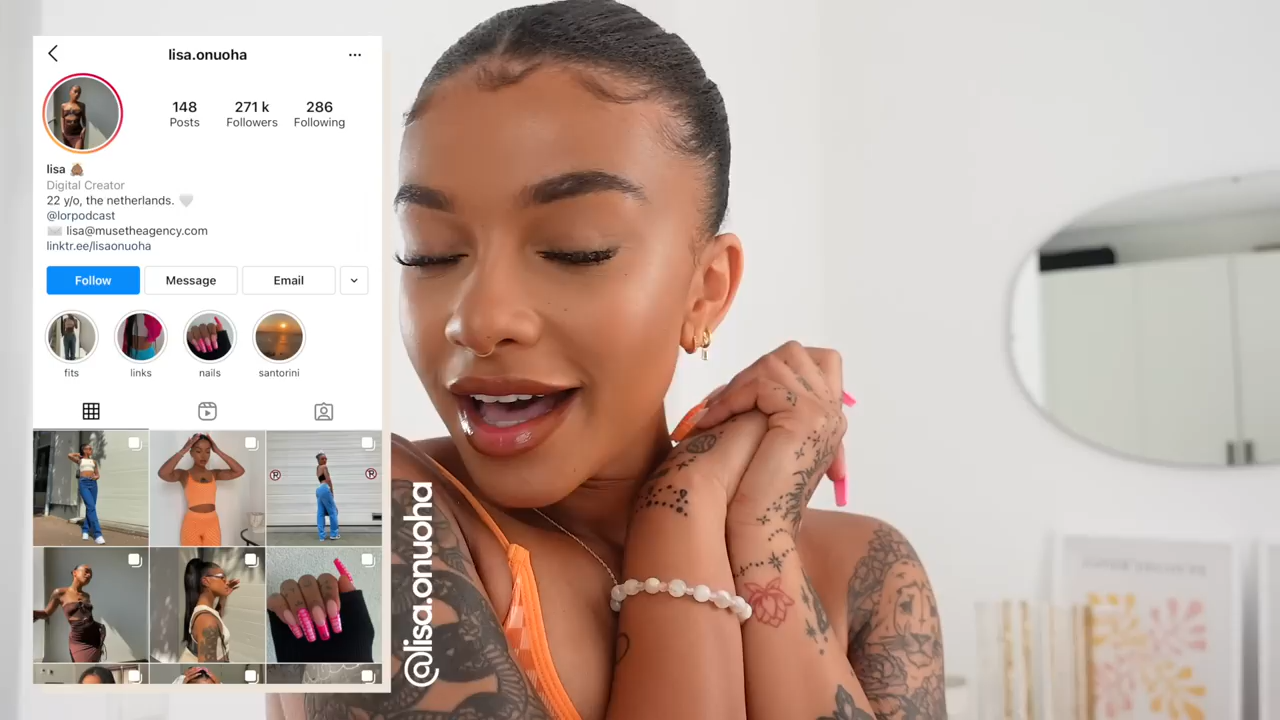 lisa.onuoha
148
271 k
286
Posts
Followers
Following
lisa
Digital Creator
22 y/o, the netherlands.
@lorpodcast
lisa@musetheagency.com
linktr.ee/lisaonuoha
Follow
Message
Email
fits
links
nails
santorini
@lisa.onuoha